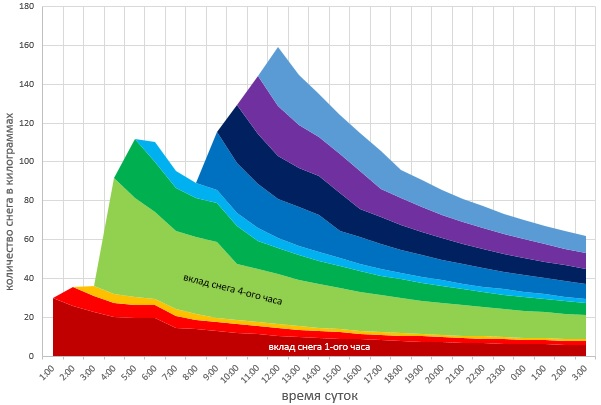 180
160
140
120
100
80
60
40
20
0
количество снега в килограммах
вклад снега 4-ого часа
вклад снега 1-ого часа
1:00 2:00 3:00 4:00 5:00 6:00 7:00 8:00 9:00 10:00 11:00 12:00 13:00 14:00 15:00 16:00 17:00 18:00 19:00 20:00 21:00 22:00 23:00 0:00 1:00 2:00 3:00
время суток